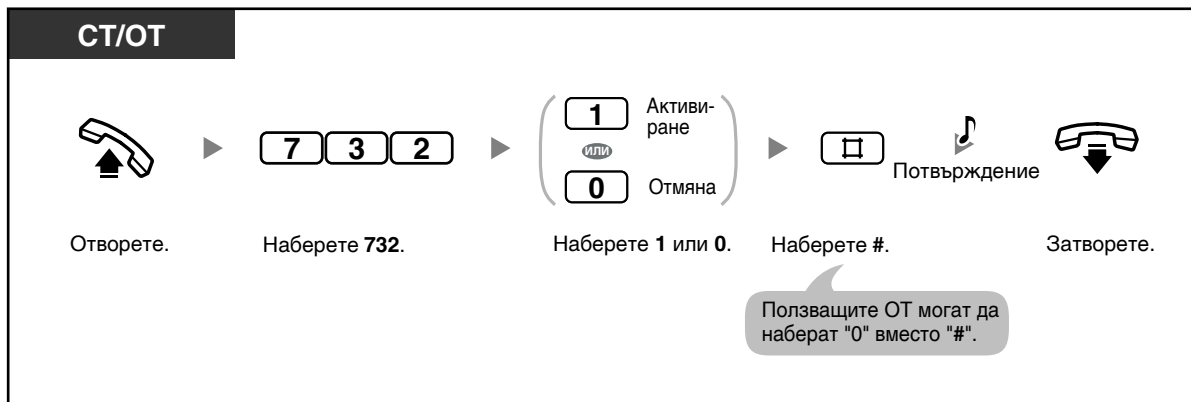 СТ/ОТ
7 3 2
1 Активи-
ране
или
0 Отмяна
Потвърждение
Отворете.
Наберете 732.
Наберете 1 или 0.
Наберете #.
Затворете.
Ползващите ОТ могат да
наберат "0" вместо "#".